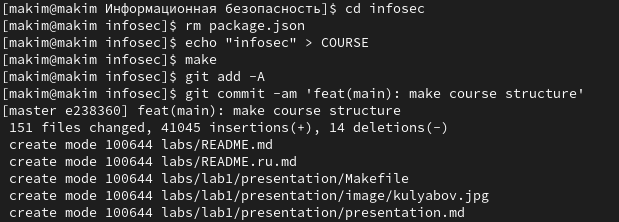 [makim@makim Информационная безопасность]$ cd infosec
[makim@makim infosec]$ rm package.json
[makim@makim infosec]$ echo "infosec" > COURSE
[makim@makim infosec]$ make
[makim@makim infosec]$ git add -A
[makim@makim infosec]$ git commit -am 'feat(main): make course structure'
[master e238360] feat(main): make course structure
 151 files changed, 41045 insertions(+), 14 deletions(-)
 create mode 100644 labs/README.md
 create mode 100644 labs/README.ru.md
 create mode 100644 labs/lab1/presentation/Makefile
 create mode 100644 labs/lab1/presentation/image/kulyabov.jpg
 create mode 100644 labs/lab1/presentation/presentation.md